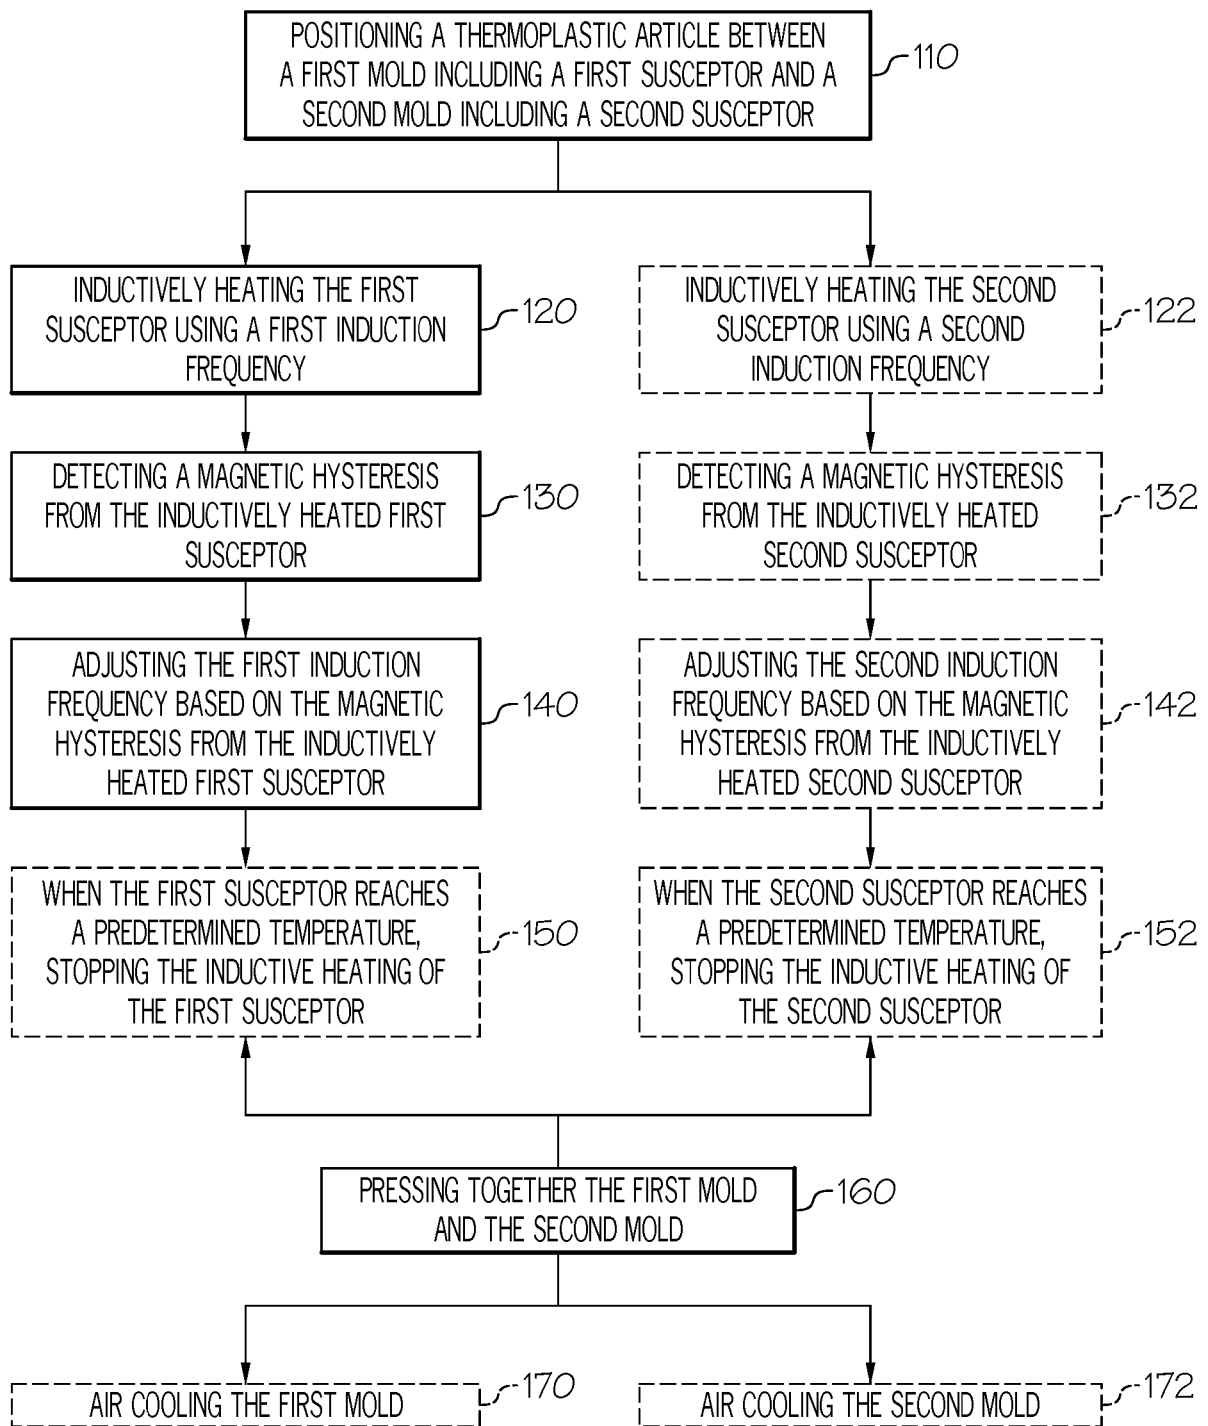 POSITIONING A THERMOPLASTIC ARTICLE BETWEEN
A FIRST MOLD INCLUDING A FIRST SUSCEPTOR AND A
SECOND MOLD INCLUDING A SECOND SUSCEPTOR
110
INDUCTIVELY HEATING THE FIRST
SUSCEPTOR USING A FIRST INDUCTION
FREQUENCY
120
INDUCTIVELY HEATING THE SECOND
SUSCEPTOR USING A SECOND
INDUCTION FREQUENCY
122
DETECTING A MAGNETIC HYSTERESIS
FROM THE INDUCTIVELY HEATED FIRST
SUSCEPTOR
130
DETECTING A MAGNETIC HYSTERESIS
FROM THE INDUCTIVELY HEATED
SECOND SUSCEPTOR
132
ADJUSTING THE FIRST INDUCTION
FREQUENCY BASED ON THE MAGNETIC
HYSTERESIS FROM THE INDUCTIVELY
HEATED FIRST SUSCEPTOR
140
ADJUSTING THE SECOND INDUCTION
FREQUENCY BASED ON THE MAGNETIC
HYSTERESIS FROM THE INDUCTIVELY
HEATED SECOND SUSCEPTOR
142
WHEN THE FIRST SUSCEPTOR REACHES
A PREDETERMINED TEMPERATURE,
STOPPING THE INDUCTIVE HEATING OF
THE FIRST SUSCEPTOR
150
WHEN THE SECOND SUSCEPTOR REACHES
A PREDETERMINED TEMPERATURE,
STOPPING THE INDUCTIVE HEATING OF
THE SECOND SUSCEPTOR
152
PRESSING TOGETHER THE FIRST MOLD
AND THE SECOND MOLD
160
AIR COOLING THE FIRST MOLD
170
AIR COOLING THE SECOND MOLD
172